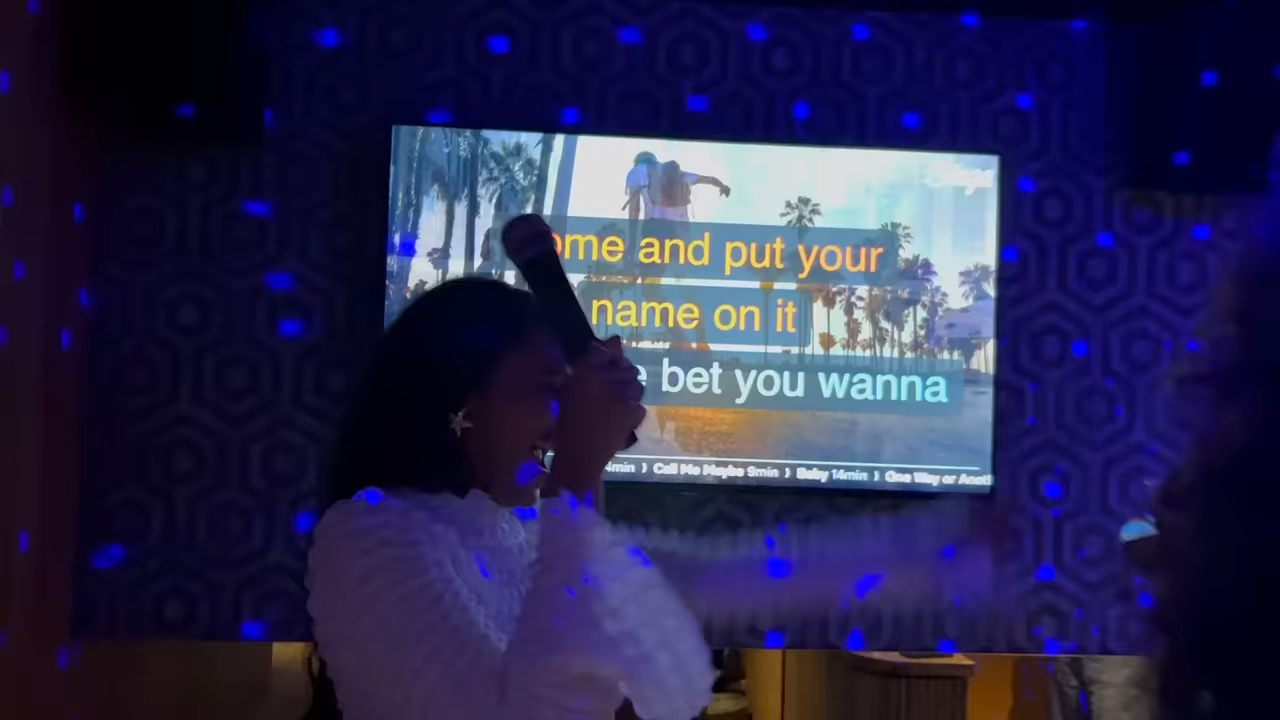 ome and put your
name on it
e bet you wanna
4min ) Call Me Maybe 9min ) Baby 14min ) One Way or Anot